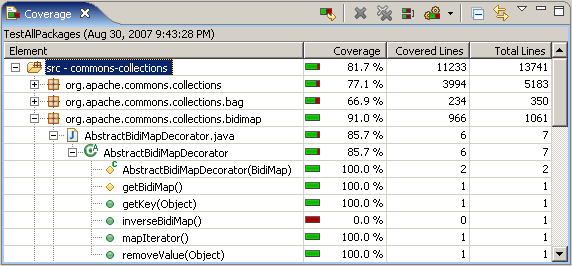 Coverage
TestAllPackages (Aug 30, 2007 9:43:28 PM)
Element Coverage Covered Lines Total Lines
src - commons-collections 81.7 % 11233 13741
org.apache.commons.collections 77.1 % 3994 5183
org.apache.commons.collections.bag 66.9 % 234 350
org.apache.commons.collections.bidimap 91.0 % 966 1061
AbstractBidiMapDecorator.java 85.7 % 6 7
AbstractBidiMapDecorator 85.7 % 6 7
AbstractBidiMapDecorator(BidiMap) 100.0 % 2 2
getBidiMap() 100.0 % 1 1
getKey(Object) 100.0 % 1 1
inverseBidiMap() 0.0 % 0 1
mapIterator() 100.0 % 1 1
removeValue(Object) 100.0 % 1 1